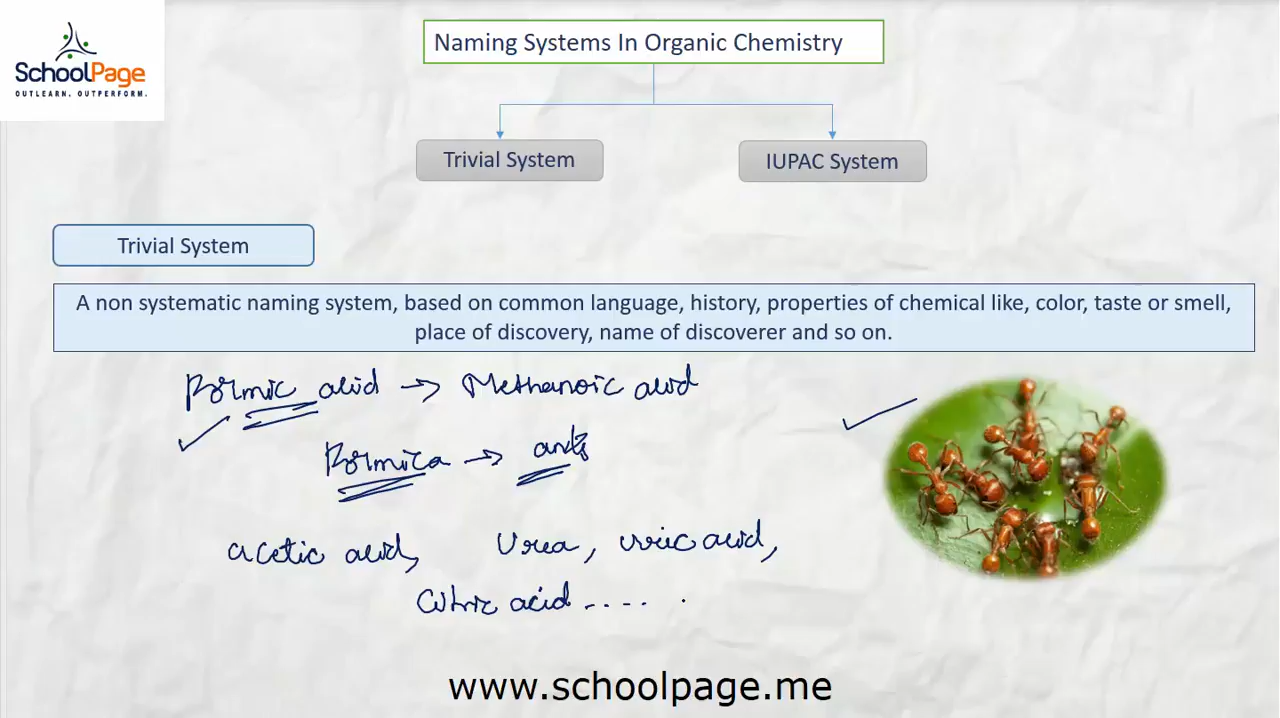 SchoolPage
OUTLEARN. OUTPERFORM.
Naming Systems In Organic Chemistry
Trivial System
IUPAC System
Trivial System
A non systematic naming system, based on common language, history, properties of chemical like, color, taste or smell,
place of discovery, name of discoverer and so on.
Formic acid → Methanoic acid
Formica → ants
acetic acid, Urea, uric acid,
Citric acid ....
www.schoolpage.me